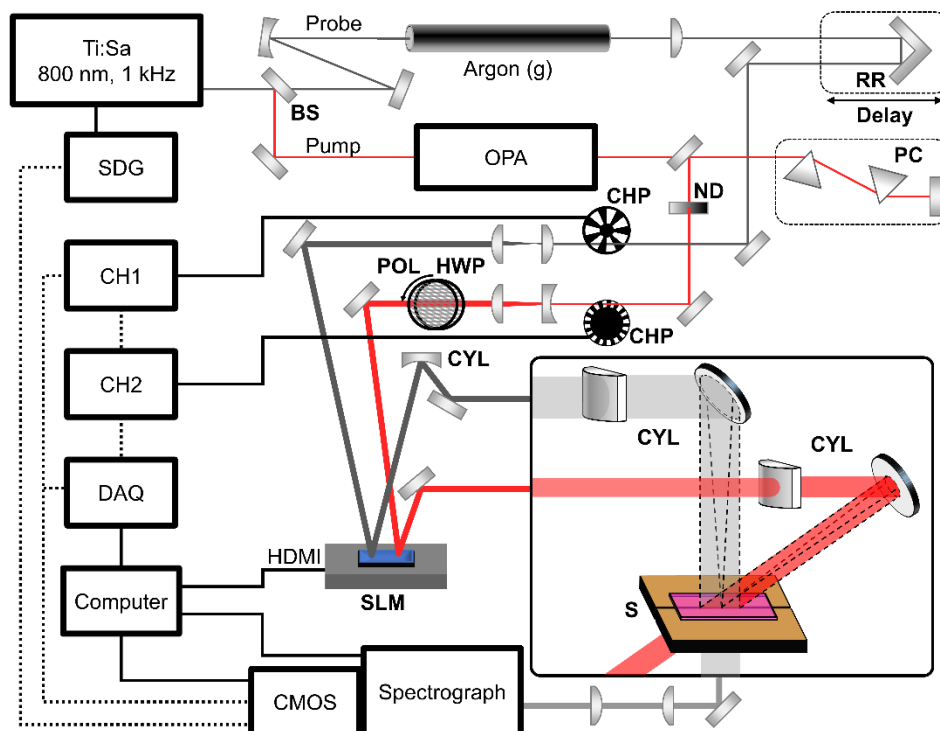 Probe
Ti:Sa
800 nm, 1 kHz
Argon (g)
RR
BS
Delay
Pump
OPA
PC
SDG
CHP
ND
POL
HWP
CH1
CHP
CYL
CH2
CYL
CYL
DAQ
HDMI
Computer
SLM
S
Spectrograph
CMOS